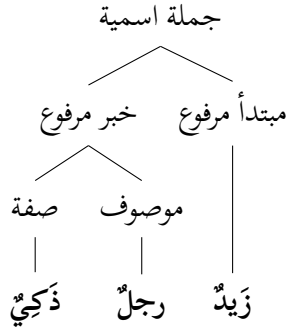 جملة اسمية
مبتدأ مرفوع خبر مرفوع
موصوف صفة
زَيدٌ رجلٌ ذَكِيٌ